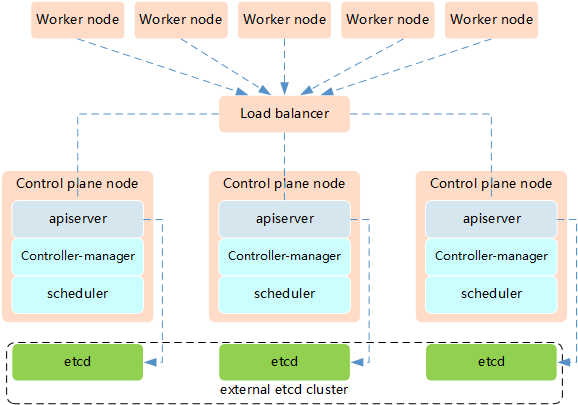 Worker node Worker node Worker node Worker node Worker node
Load balancer
Control plane node Control plane node Control plane node
apiserver apiserver apiserver
Controller-manager Controller-manager Controller-manager
scheduler scheduler scheduler
etcd etcd etcd
external etcd cluster